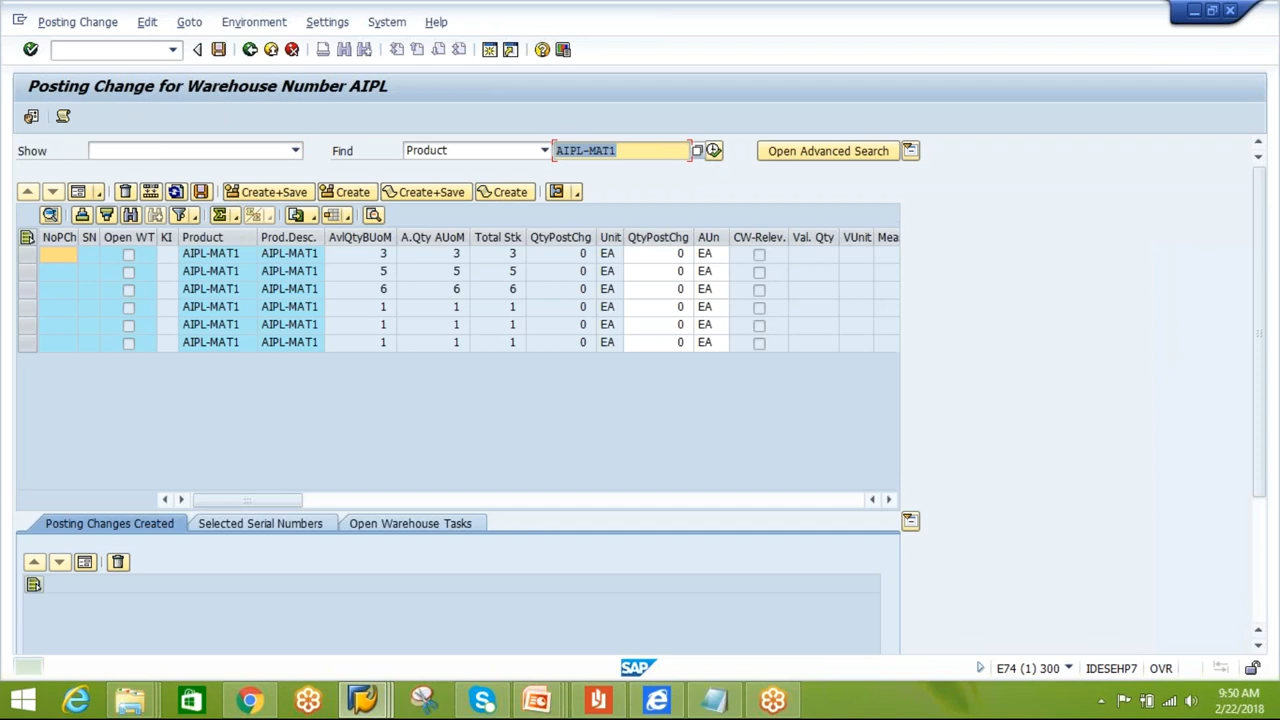 Posting Change Edit Goto Environment Settings System Help
Posting Change for Warehouse Number AIPL
Show Find Product AIPL-MAT1 Open Advanced Search
Create+Save Create Create+Save Create
NoPCh SN Open WT KI Product Prod.Desc. AvlQtyBUoM A.Qty AUoM Total Stk QtyPostChg Unit QtyPostChg AUn CW-Relev. Val. Qty VUnit Mea
AIPL-MAT1 AIPL-MAT1 3 3 3 0 EA 0 EA
AIPL-MAT1 AIPL-MAT1 5 5 5 0 EA 0 EA
AIPL-MAT1 AIPL-MAT1 6 6 6 0 EA 0 EA
AIPL-MAT1 AIPL-MAT1 1 1 1 0 EA 0 EA
AIPL-MAT1 AIPL-MAT1 1 1 1 0 EA 0 EA
AIPL-MAT1 AIPL-MAT1 1 1 1 0 EA 0 EA
Posting Changes Created Selected Serial Numbers Open Warehouse Tasks
SAP E74 (1) 300 IDESEHP7 OVR
9:50 AM
2/22/2018